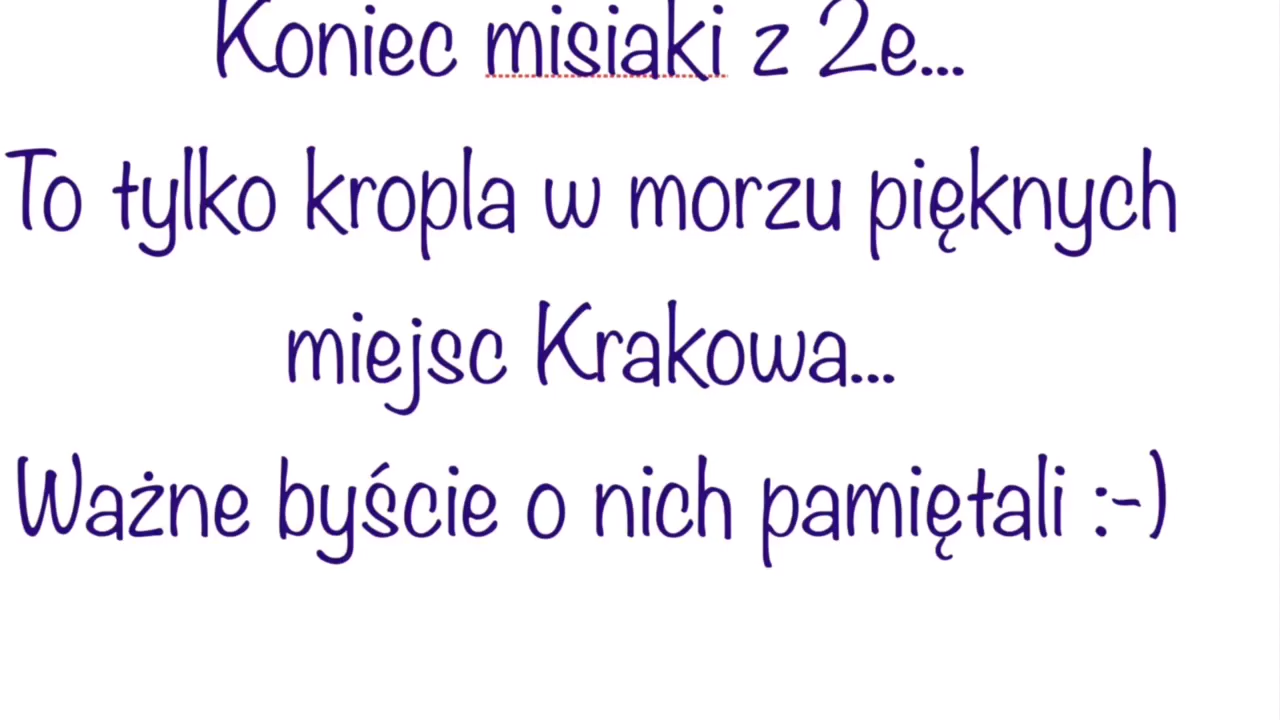 Koniec misiaki z 2e...
To tylko kropla w morzu pięknych
miejsc Krakowa...
Ważne byście o nich pamiętali :-)